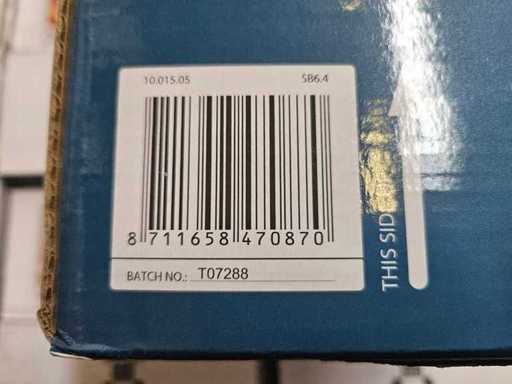 10.015.05
SB6.4
8 711658 470870
BATCH NO.: T07288
THIS SID